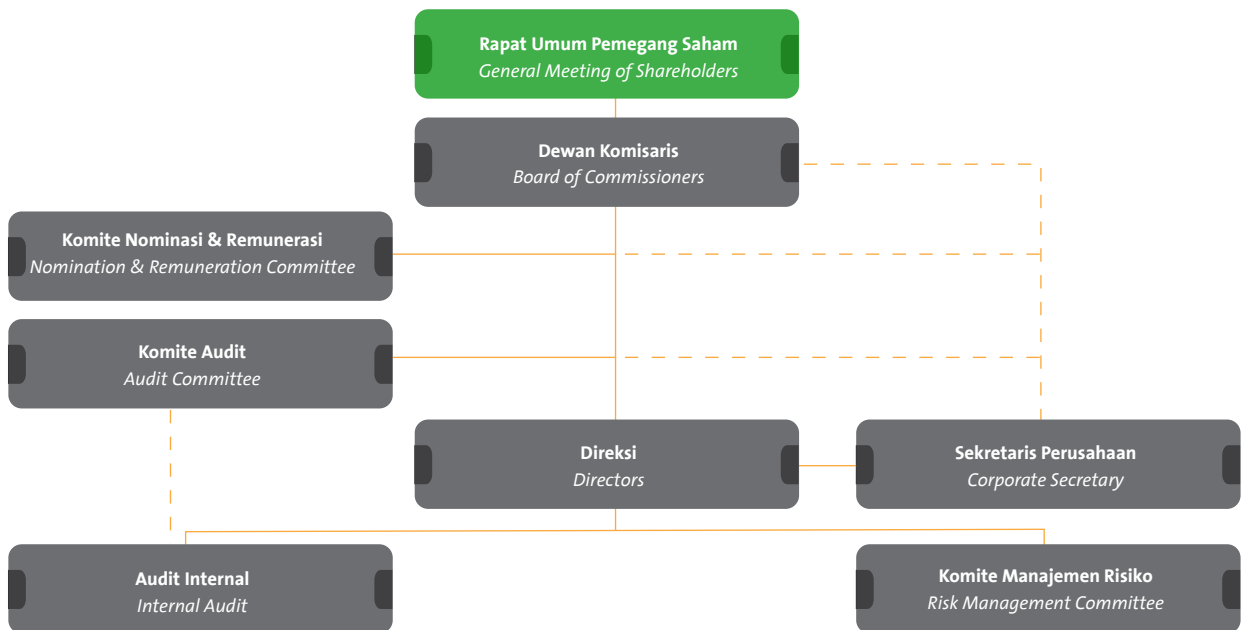 Rapat Umum Pemegang Saham
General Meeting of Shareholders
Dewan Komisaris
Board of Commissioners
Komite Nominasi & Remunerasi
Nomination & Remuneration Committee
Komite Audit
Audit Committee
Direksi
Directors
Sekretaris Perusahaan
Corporate Secretary
Audit Internal
Internal Audit
Komite Manajemen Risiko
Risk Management Committee